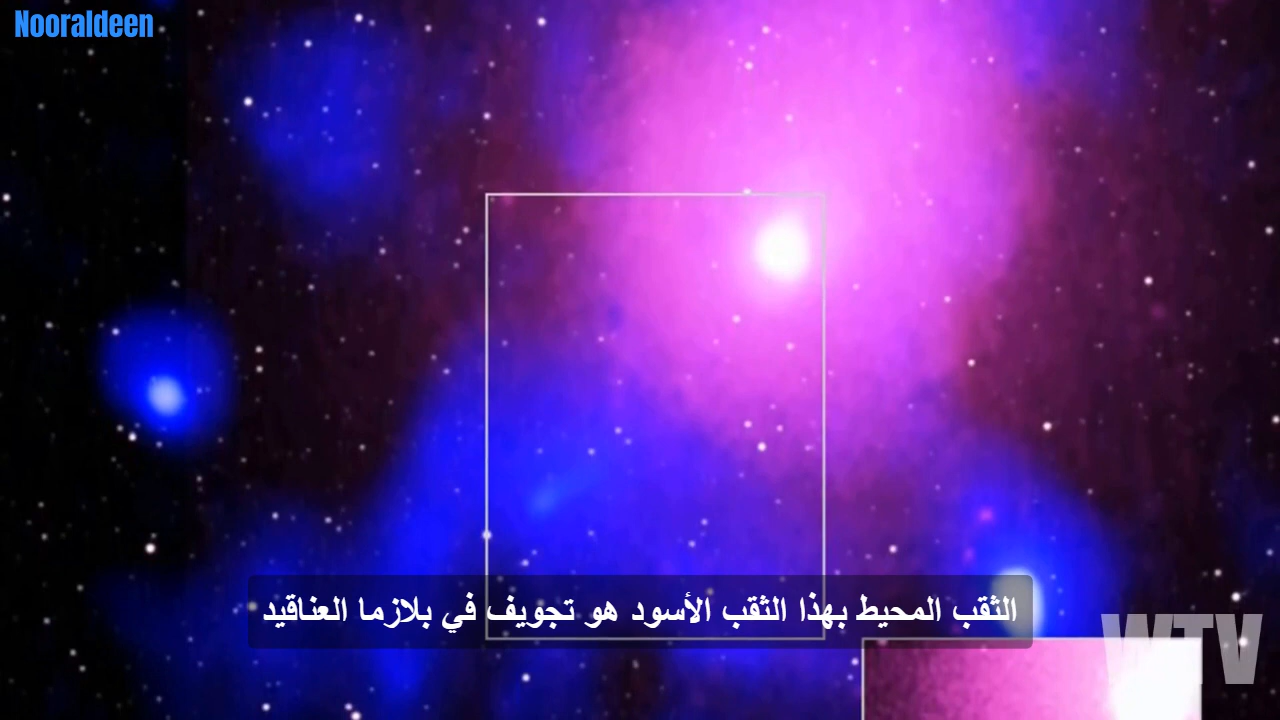 Nooraldeen
الثقب المحيط بهذا الثقب الأسود هو تجويف في بلازما العناقيد
WTV